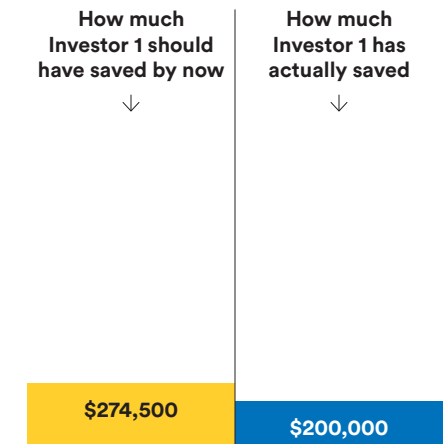 How much
Investor 1 should
have saved by now
How much
Investor 1 has
actually saved
$274,500
$200,000